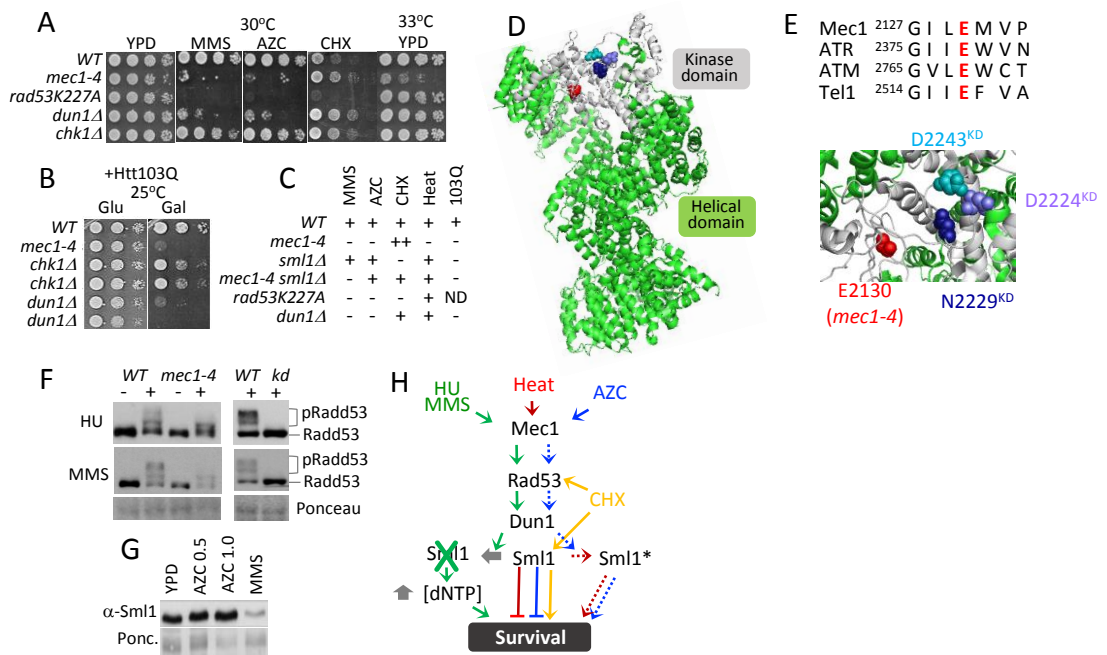 A
30°C
33°C
YPD
MMS
AZC
CHX
YPD
WT
mec1-4
rad53K227A
dun1Δ
chk1Δ
B
+Htt103Q
25°C
Glu
Gal
WT
mec1-4
chk1Δ
chk1Δ
dun1Δ
dun1Δ
C
MMS
AZC
CHX
Heat
103Q
WT + + + + +
mec1-4 - - ++ - -
sml1Δ + + - + -
mec1-4 sml1Δ - + + + -
rad53K227A - - - + ND
dun1Δ - - + + -
D
Kinase
domain
Helical
domain
E
Mec1 2127 G I L E M V P
ATR 2375 G I I E W V N
ATM 2765 G V L E W C T
Tel1 2514 G I I E F V A
D2243KD
D2224KD
E2130
(mec1-4)
N2229KD
F
WT mec1-4 WT kd
- + - + + +
HU
pRadd53
Radd53
MMS
pRadd53
Radd53
Ponceau
G
YPD
AZC 0.5
AZC 1.0
MMS
α-Sml1
Ponc.
H
HU
MMS
Heat
AZC
Mec1
Rad53
CHX
Dun1
Sml1
Sml1
Sml1*
[dNTP]
Survival